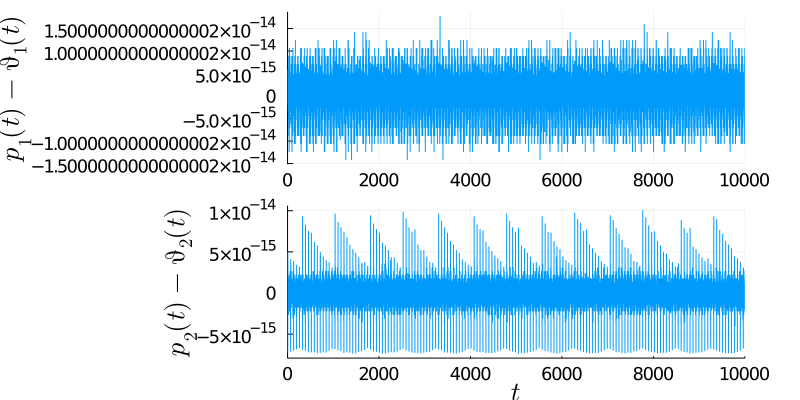 p₁(t) − ϑ₁(t)
1.5000000000000002×10⁻¹⁴
1.0000000000000002×10⁻¹⁴
5.0×10⁻¹⁵
0
−5.0×10⁻¹⁵
−1.0000000000000002×10⁻¹⁴
−1.5000000000000002×10⁻¹⁴
0 2000 4000 6000 8000 10000
p₂(t) − ϑ₂(t)
1×10⁻¹⁴
5×10⁻¹⁵
0
−5×10⁻¹⁵
0 2000 4000 6000 8000 10000
t